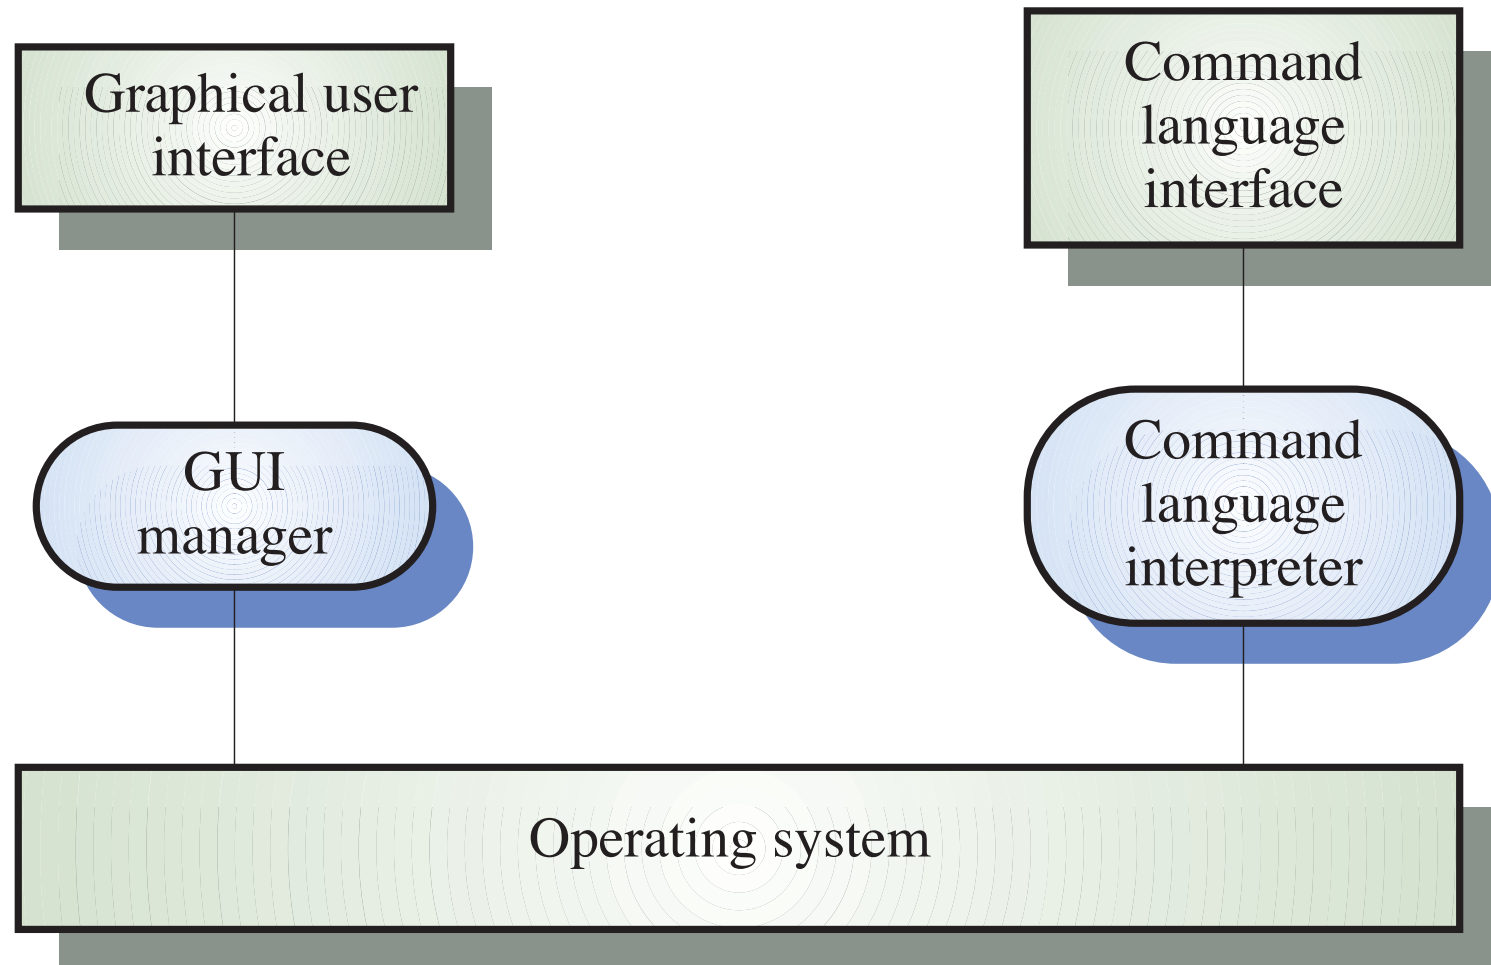 Graphical user
interface
Command
language
interface
GUI
manager
Command
language
interpreter
Operating system